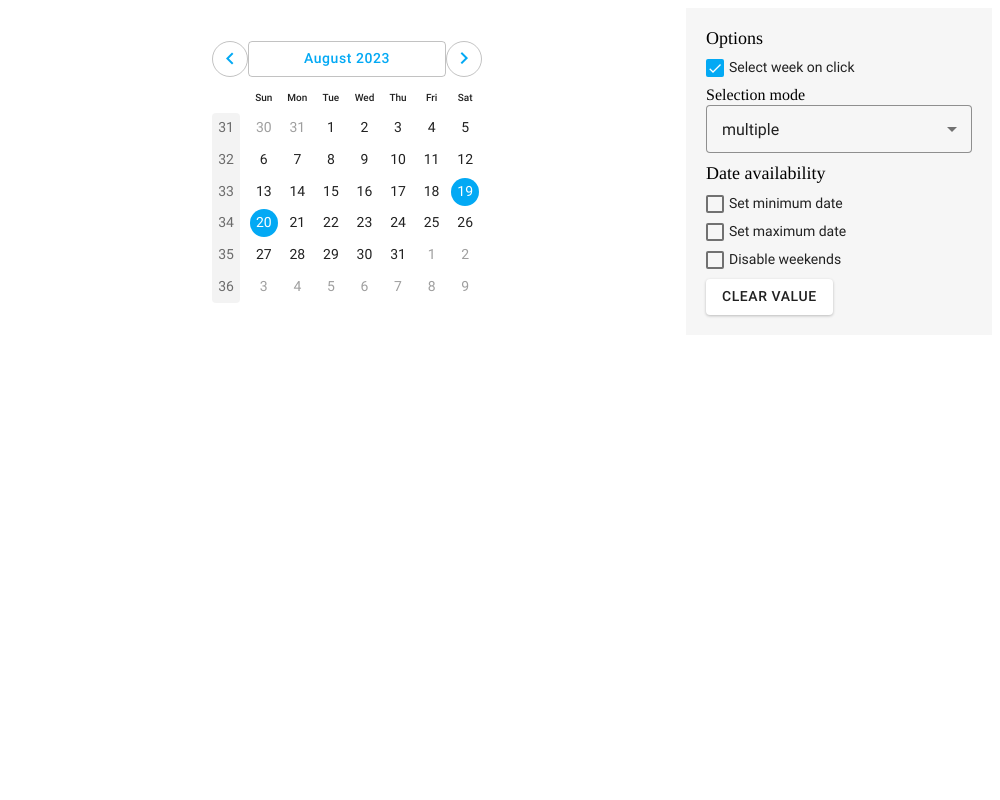 August 2023
Sun Mon Tue Wed Thu Fri Sat
31 30 31 1 2 3 4 5
32 6 7 8 9 10 11 12
33 13 14 15 16 17 18 19
34 20 21 22 23 24 25 26
35 27 28 29 30 31 1 2
36 3 4 5 6 7 8 9
Options
Select week on click
Selection mode
multiple
Date availability
Set minimum date
Set maximum date
Disable weekends
CLEAR VALUE